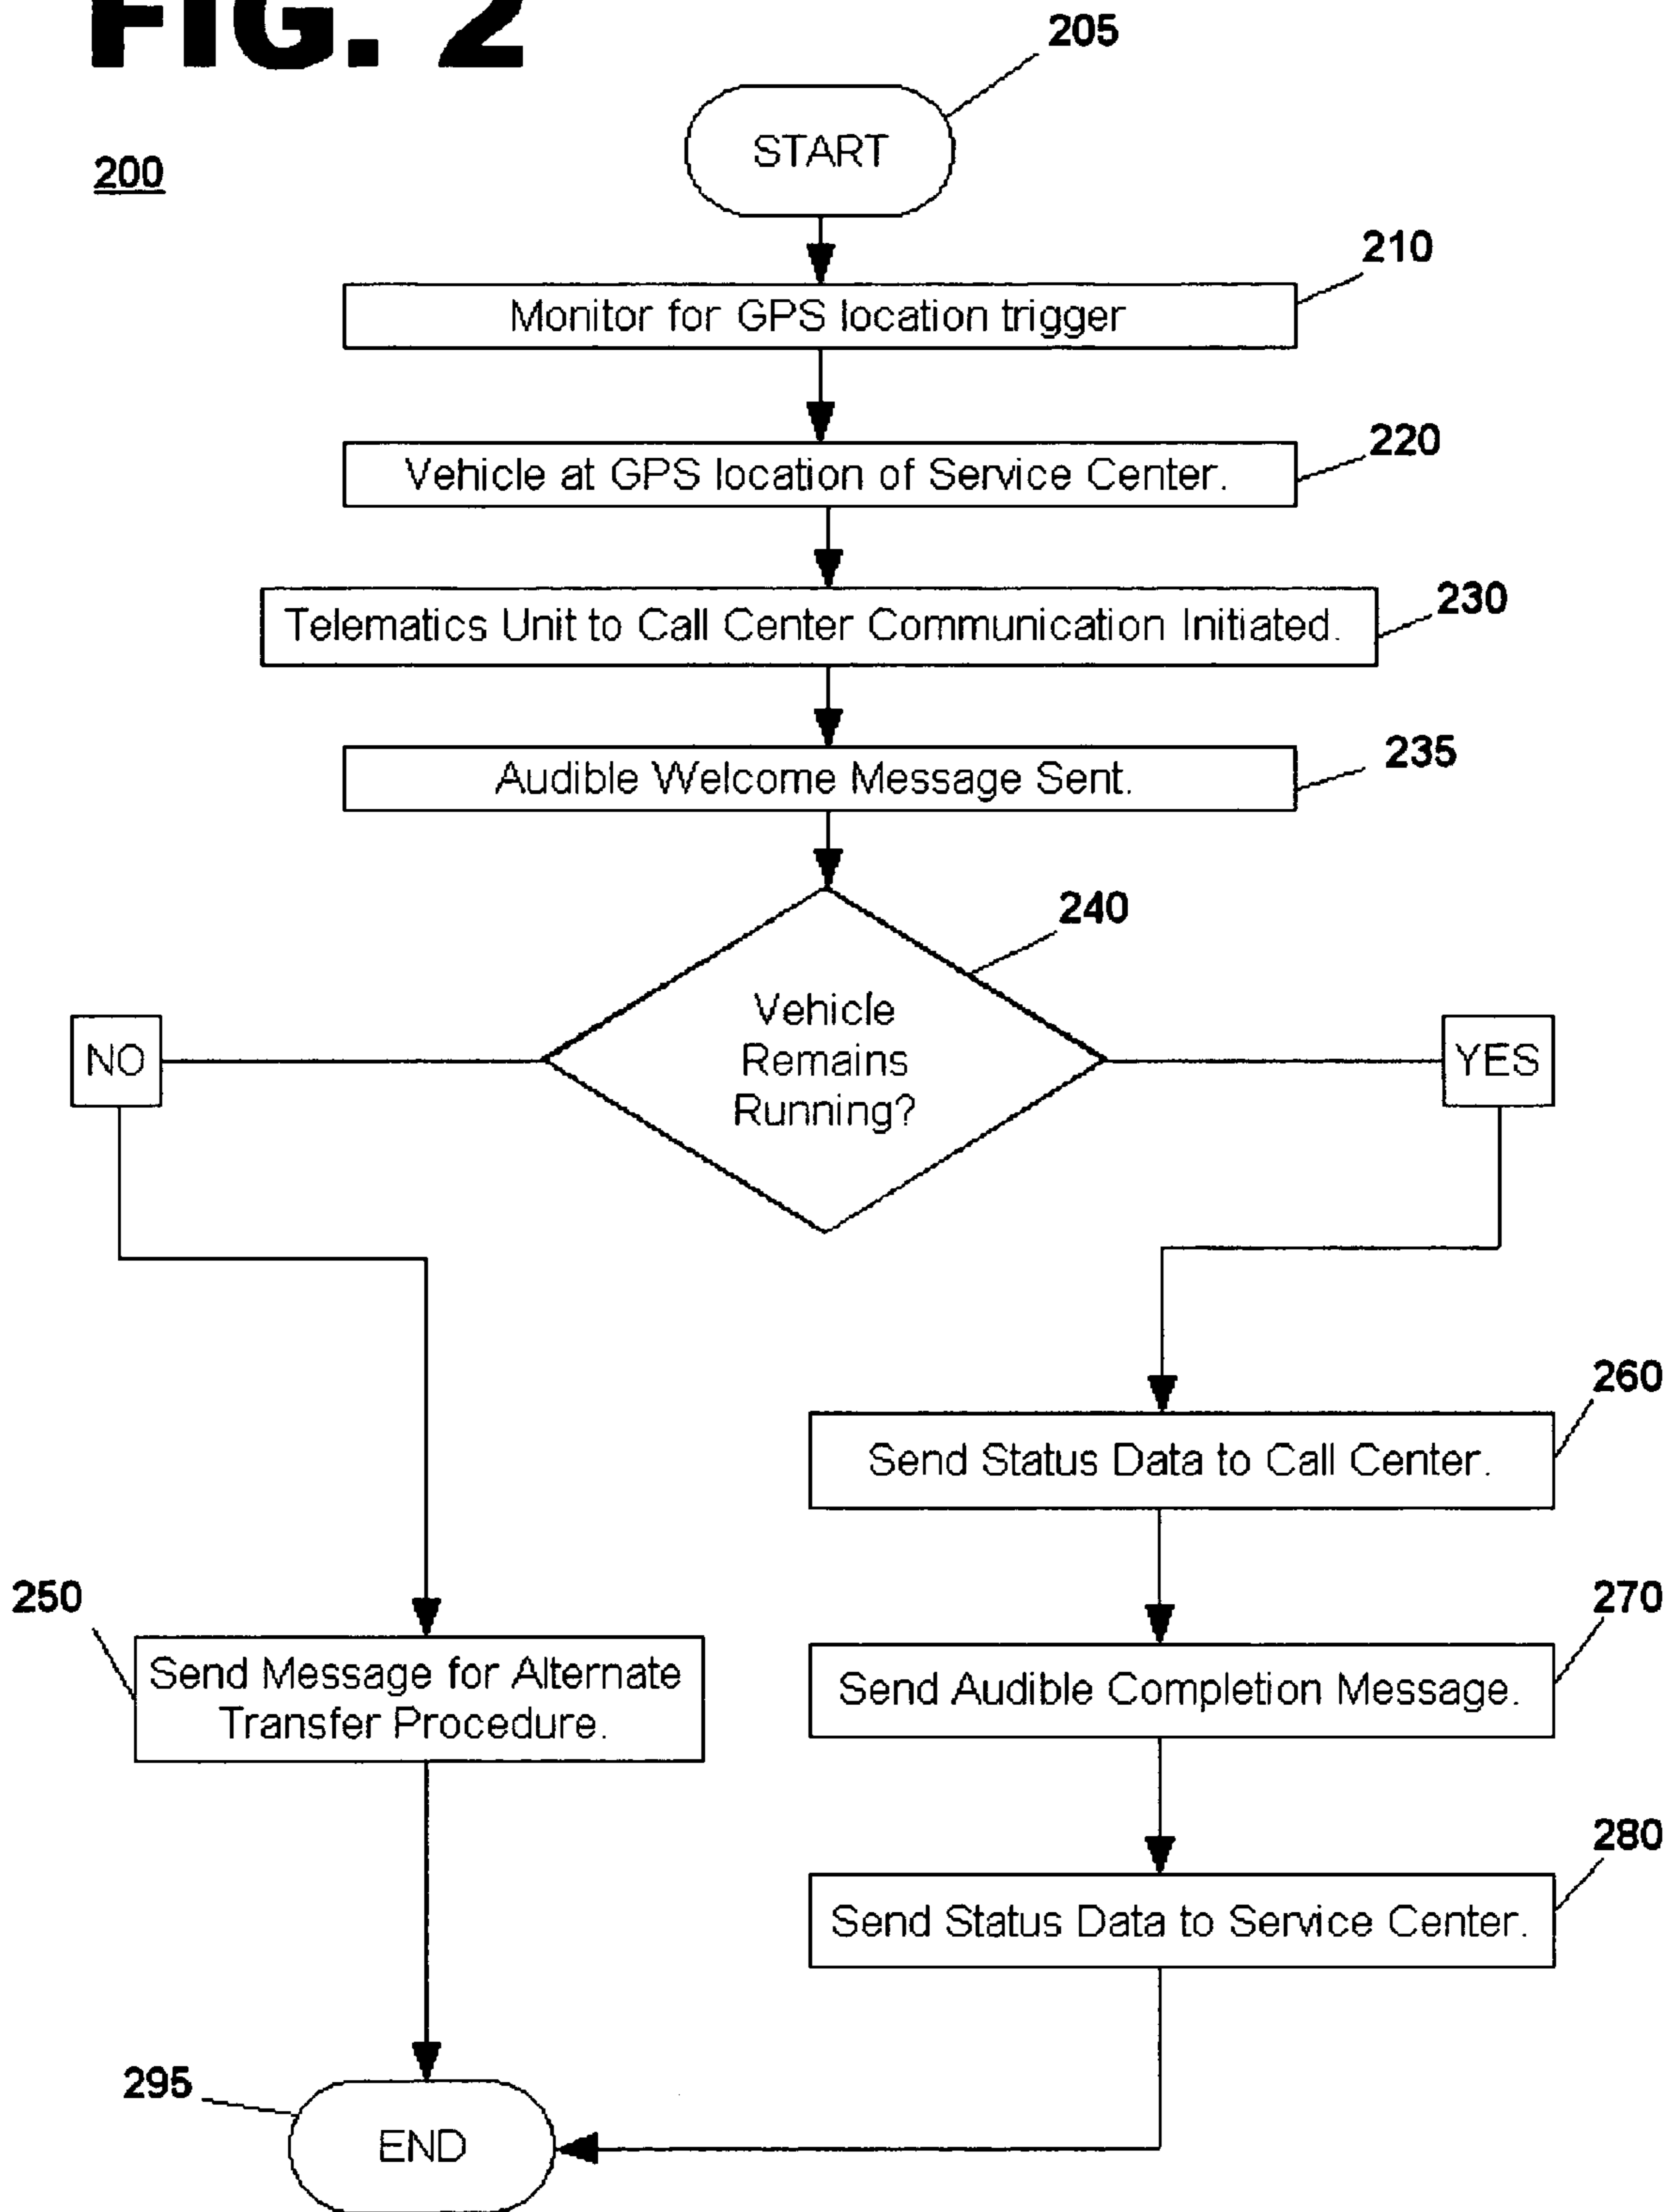 FIG. 2
205
200
START
210
Monitor for GPS location trigger
220
Vehicle at GPS location of Service Center.
230
Telematics Unit to Call Center Communication Initiated.
235
Audible Welcome Message Sent.
240
Vehicle
Remains
Running?
NO
YES
260
Send Status Data to Call Center.
250
Send Message for Alternate
Transfer Procedure.
270
Send Audible Completion Message.
280
Send Status Data to Service Center.
295
END